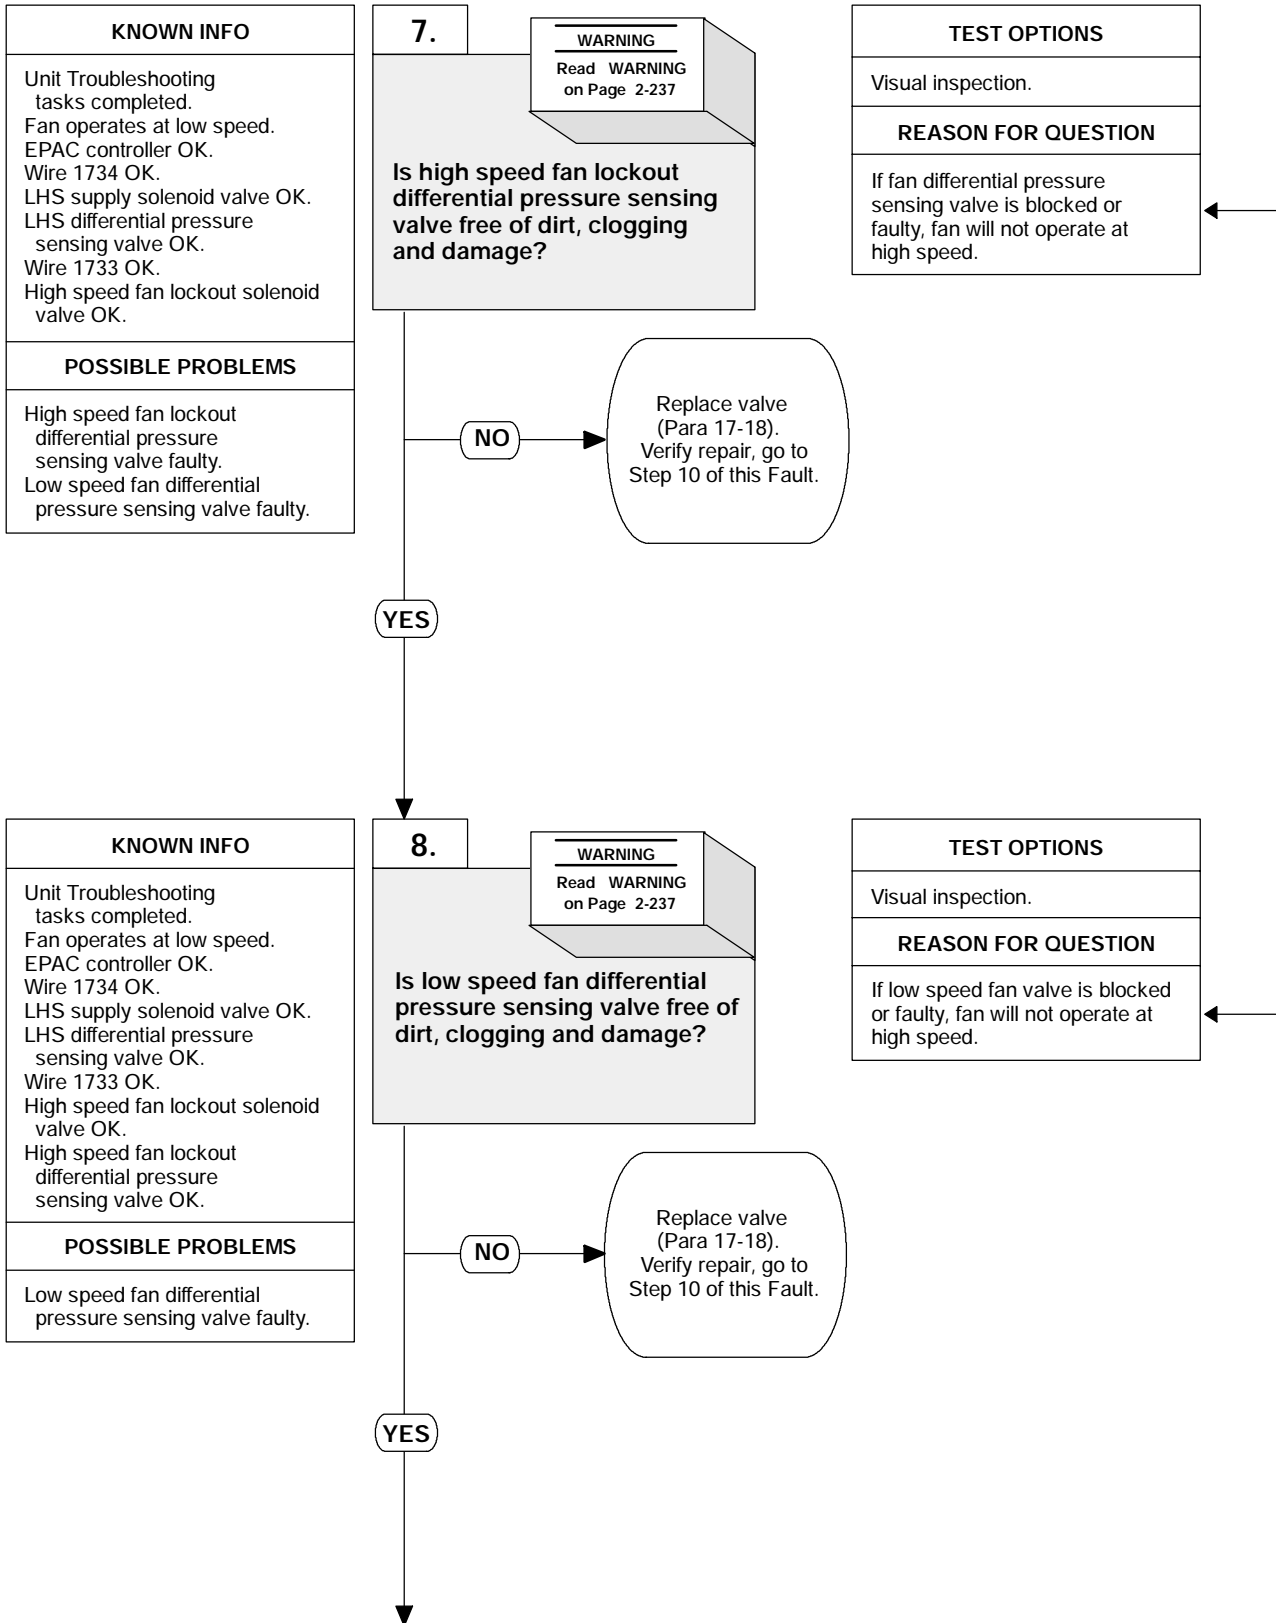 KNOWN INFO
Unit Troubleshooting
tasks completed.
Fan operates at low speed.
EPAC controller OK.
Wire 1734 OK.
LHS supply solenoid valve OK.
LHS differential pressure
sensing valve OK.
Wire 1733 OK.
High speed fan lockout solenoid
valve OK.
POSSIBLE PROBLEMS
High speed fan lockout
differential pressure
sensing valve faulty.
Low speed fan differential
pressure sensing valve faulty.
7.
WARNING
Read WARNING
on Page 2-237
Is high speed fan lockout
differential pressure sensing
valve free of dirt, clogging
and damage?
TEST OPTIONS
Visual inspection.
REASON FOR QUESTION
If fan differential pressure
sensing valve is blocked or
faulty, fan will not operate at
high speed.
NO
Replace valve
(Para 17-18).
Verify repair, go to
Step 10 of this Fault.
YES
KNOWN INFO
Unit Troubleshooting
tasks completed.
Fan operates at low speed.
EPAC controller OK.
Wire 1734 OK.
LHS supply solenoid valve OK.
LHS differential pressure
sensing valve OK.
Wire 1733 OK.
High speed fan lockout solenoid
valve OK.
High speed fan lockout
differential pressure
sensing valve OK.
POSSIBLE PROBLEMS
Low speed fan differential
pressure sensing valve faulty.
8.
WARNING
Read WARNING
on Page 2-237
Is low speed fan differential
pressure sensing valve free of
dirt, clogging and damage?
TEST OPTIONS
Visual inspection.
REASON FOR QUESTION
If low speed fan valve is blocked
or faulty, fan will not operate at
high speed.
NO
Replace valve
(Para 17-18).
Verify repair, go to
Step 10 of this Fault.
YES